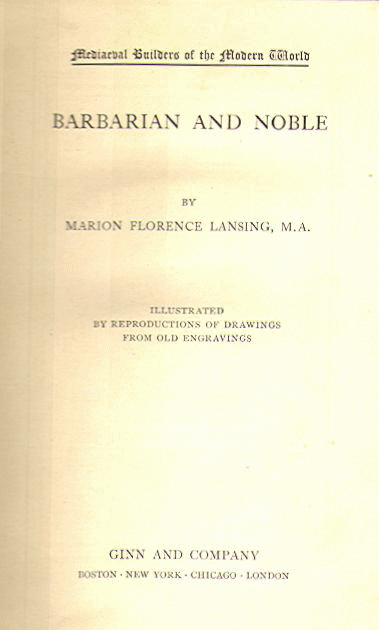 Mediaeval Builders of the Modern World
BARBARIAN AND NOBLE
BY
MARION FLORENCE LANSING, M.A.
ILLUSTRATED
BY REPRODUCTIONS OF DRAWINGS
FROM OLD ENGRAVINGS
GINN AND COMPANY
BOSTON · NEW YORK · CHICAGO · LONDON